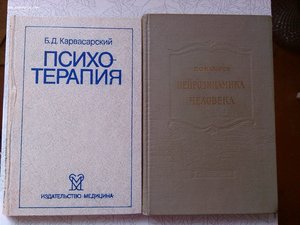 Б.Д. Карвасарский
ПСИХО-
ТЕРАПИЯ
ИЗДАТЕЛЬСТВО «МЕДИЦИНА»
НЕЙРОДИНАМИКА
ЧЕЛОВЕКА